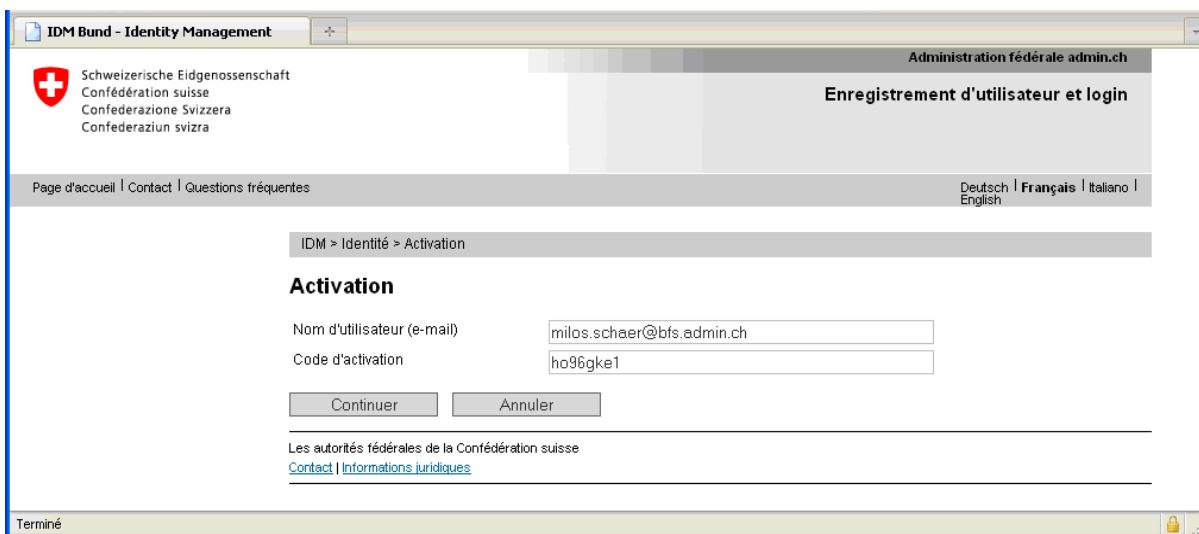 IDM Bund - Identity Management
Administration fédérale admin.ch
Schweizerische Eidgenossenschaft
Confédération suisse
Confederazione Svizzera
Confederaziun svizra
Enregistrement d'utilisateur et login
Page d'accueil | Contact | Questions fréquentes
Deutsch | Français | Italiano |
English
IDM > Identité > Activation
Activation
Nom d'utilisateur (e-mail)
milos.schaer@bfs.admin.ch
Code d'activation
ho96gke1
Continuer
Annuler
Les autorités fédérales de la Confédération suisse
Contact | Informations juridiques
Terminé